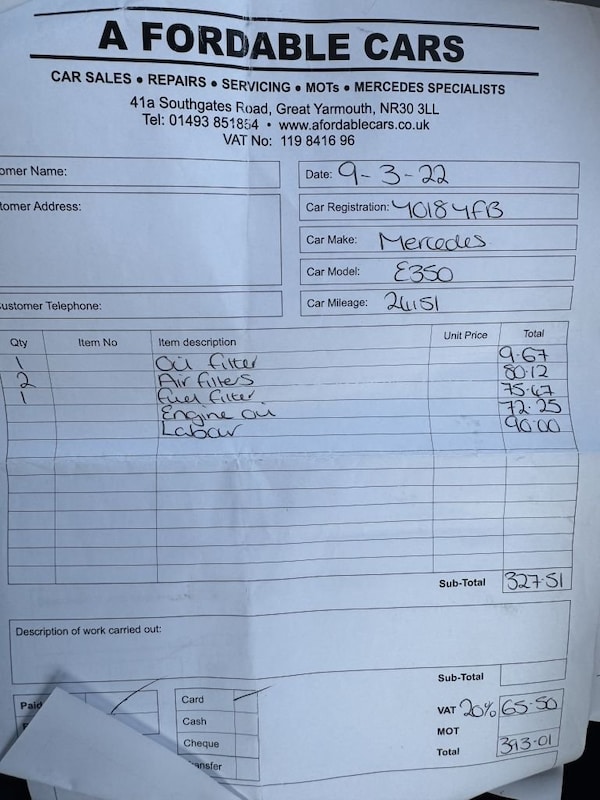 A FORDABLE CARS
CAR SALES • REPAIRS • SERVICING • MOTs • MERCEDES SPECIALISTS
41a Southgates Road, Great Yarmouth, NR30 3LL
Tel: 01493 851854 • www.afordablecars.co.uk
VAT No: 119 8416 96
omer Name:
Date: 9-3-22
tomer Address:
Car Registration: YO18 YFB
Car Make: Mercedes
Car Model: E350
ustomer Telephone:
Car Mileage: 24151
Qty Item No Item description Unit Price Total
1 Oil filter 9.67
2 Air filters 80.12
1 Fuel filter 75.47
Engine oil 72.25
Labour 90.00
Sub-Total 327.51
Description of work carried out:
Sub-Total
Paid
Card
VAT 20% 65.50
Cash
MOT
Cheque
Total 393.01
ansfer